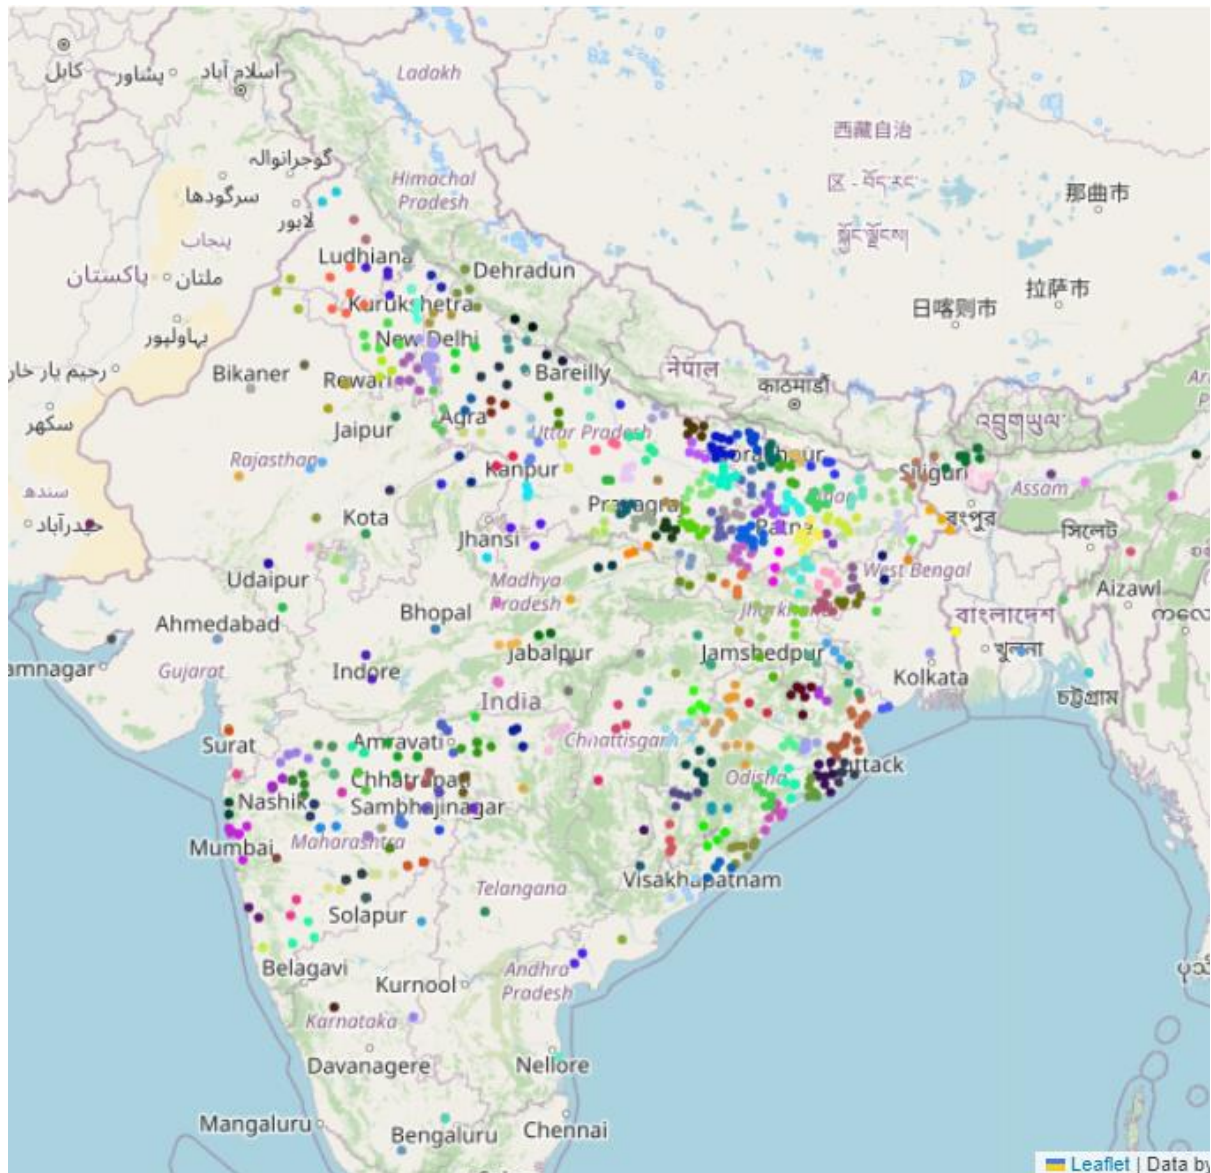 کابل
پشاور
اسلام آباد
Ladakh
西藏自治
区 - བོད་རང་
སྐྱོང་ལྗོངས།
那曲市
گوجرانوالہ
سرگودھا
لاہور
Himachal
Pradesh
پنجاب
پاکستان
ملتان
Ludhiana
Dehradun
拉萨市
日喀则市
Kurukshetra
بہاولپور
New Delhi
رحیم یار خان
Bikaner
Rewari
Bareilly
नेपाल
काठमाडौँ
འབྲུགཡུལ་
سکھر
Jaipur
Agra
Uttar Pradesh
Rajasthan
Kanpur
Gorakhpur
Siliguri
Assam
سندھ
حیدرآباد
Kota
Jhansi
Prayagraj
Patna
রংপুর
সিলেট
Udaipur
Madhya
Pradesh
West Bengal
Aizawl
Ahmedabad
Bhopal
Jharkhand
বাংলাদেশ
amnagar
Gujarat
Indore
Jabalpur
Jamshedpur
Kolkata
খুলনা
চট্টগ্রাম
India
Surat
Amravati
Chhattisgarh
Chhatrapati
Sambhajinagar
Nashik
Odisha
Cuttack
Mumbai
Maharashtra
Visakhapatnam
Telangana
Solapur
Belagavi
Kurnool
Andhra
Pradesh
Karnataka
Davanagere
Nellore
Mangaluru
Bengaluru
Chennai
Leaflet | Data by